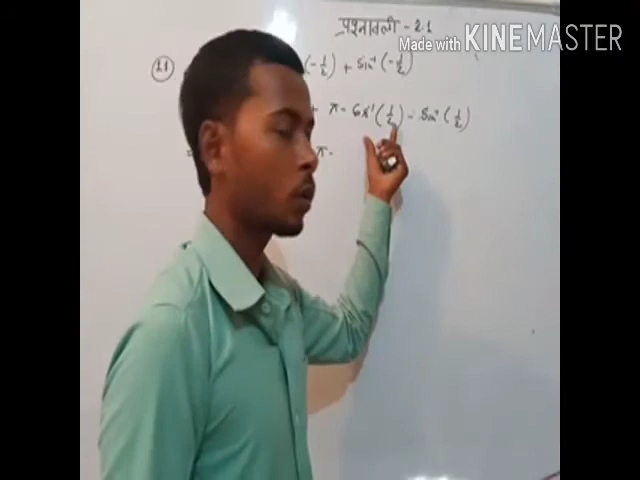 प्रश्नावली - 2.1
Made with KINEMASTER
11 (-1/2) + sin⁻¹ (-1/2)
+ π - cos⁻¹ (1/2) - sin⁻¹ (1/2)
= π -